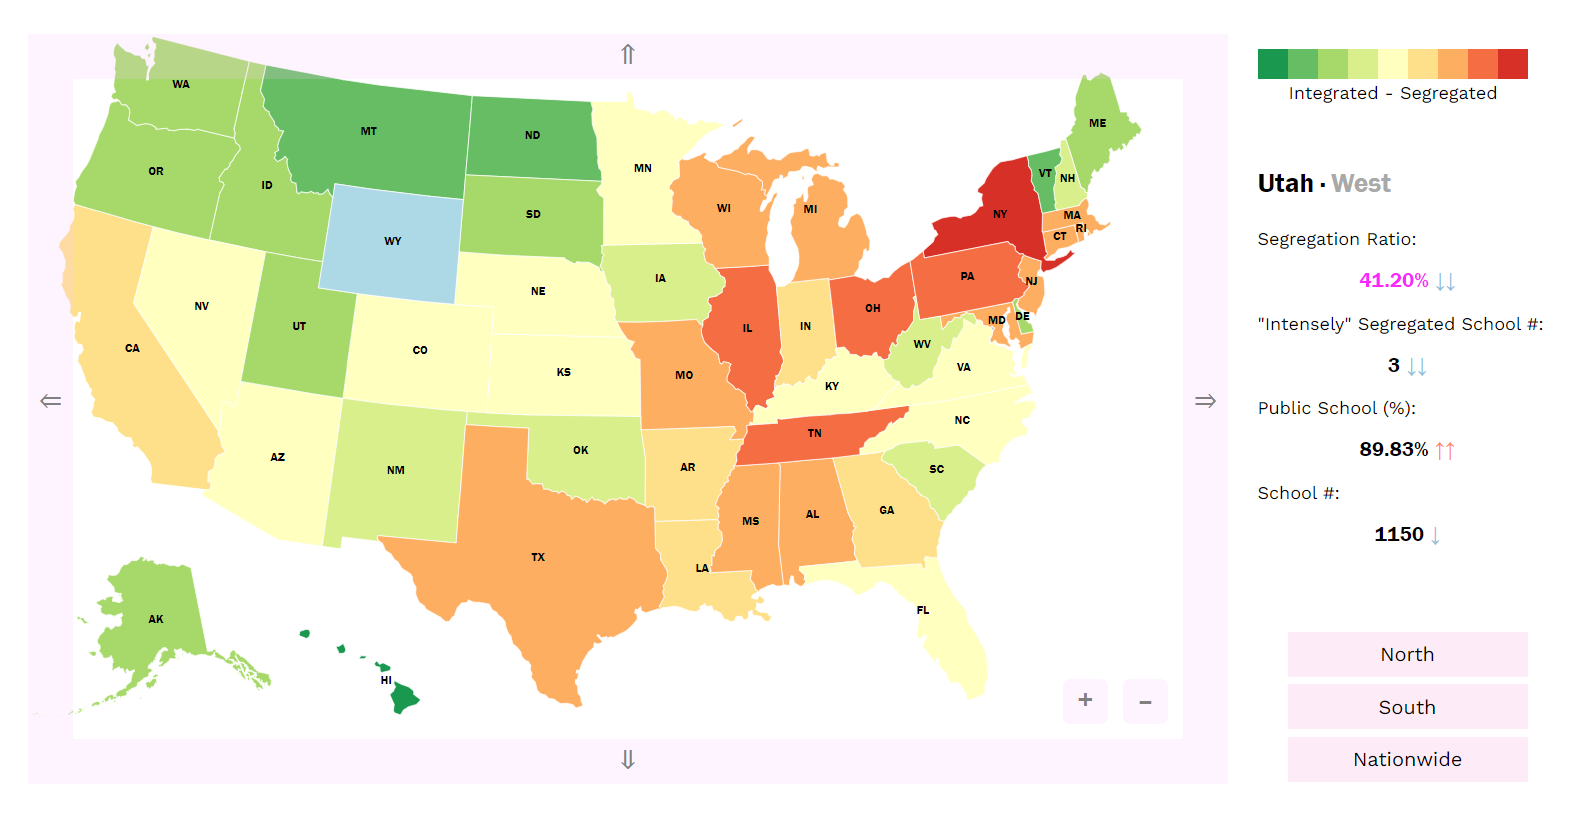 ⇑
WA
MT
ND
MN
ME
OR
ID
SD
WI
MI
NY
VT
NH
MA
CT
RI
WY
NV
UT
NE
IA
PA
NJ
CA
CO
KS
MO
IL
IN
OH
WV
MD
DE
VA
KY
NC
TN
AZ
NM
OK
AR
SC
MS
AL
GA
TX
LA
FL
AK
HI
⇐
⇒
+
-
⇓
Integrated - Segregated
Utah · West
Segregation Ratio:
41.20% ↓↓
"Intensely" Segregated School #:
3 ↓↓
Public School (%):
89.83% ↑↑
School #:
1150 ↓
North
South
Nationwide